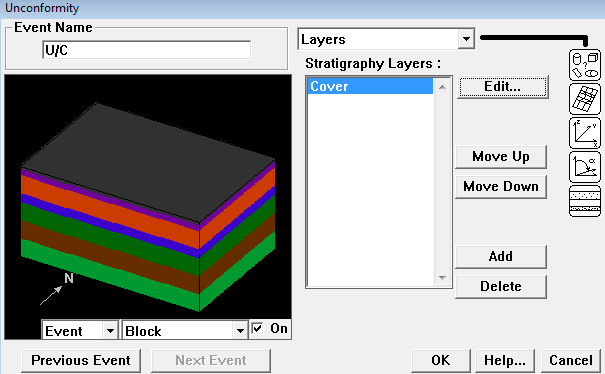 Unconformity
Event Name
U/C
Layers
Stratigraphy Layers :
Cover
Edit...
Move Up
Move Down
Add
Delete
N
Event
Block
On
Previous Event
Next Event
OK
Help...
Cancel